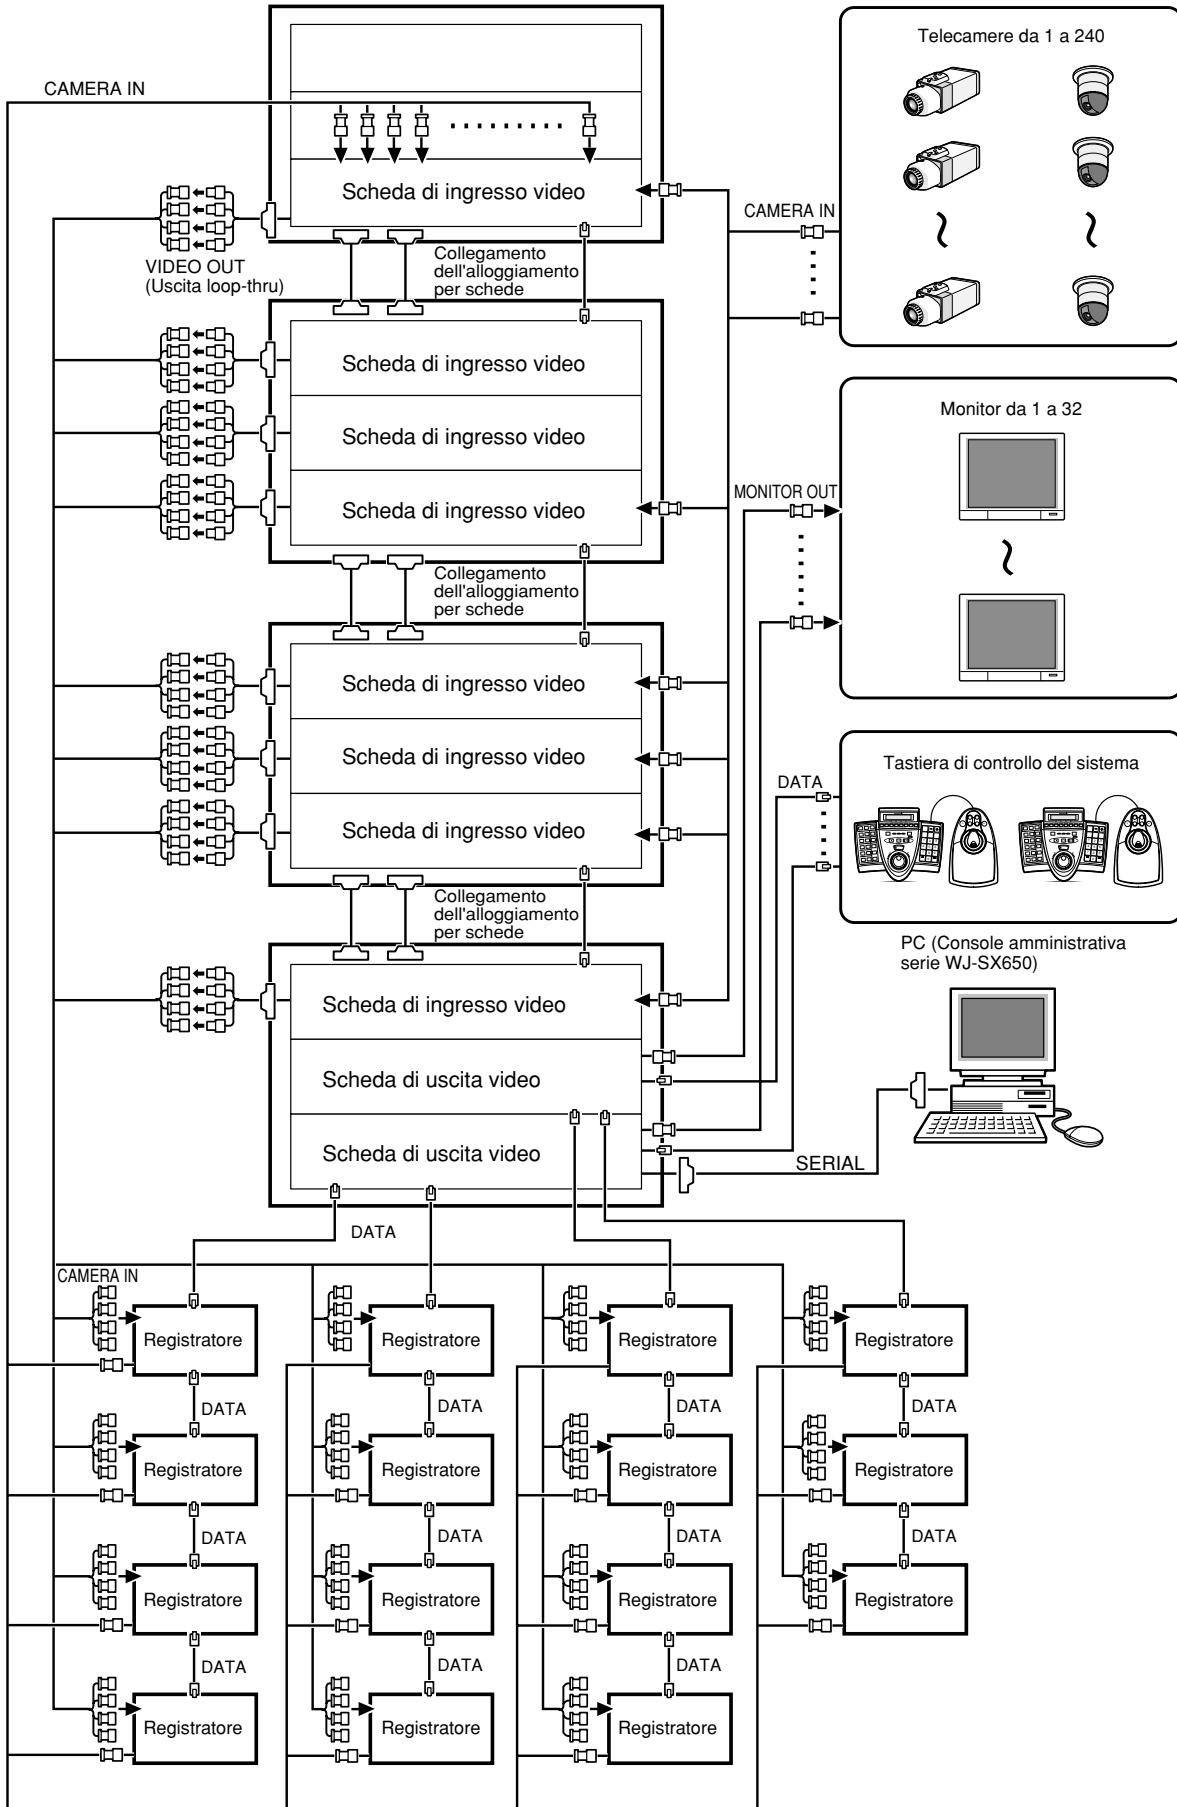 Telecamere da 1 a 240
CAMERA IN
Scheda di ingresso video
CAMERA IN
VIDEO OUT
(Uscita loop-thru)
Collegamento
dell'alloggiamento
per schede
Scheda di ingresso video
Scheda di ingresso video
Scheda di ingresso video
Monitor da 1 a 32
MONITOR OUT
Collegamento
dell'alloggiamento
per schede
Scheda di ingresso video
Scheda di ingresso video
Scheda di ingresso video
Tastiera di controllo del sistema
DATA
Collegamento
dell'alloggiamento
per schede
PC (Console amministrativa
serie WJ-SX650)
Scheda di ingresso video
Scheda di uscita video
Scheda di uscita video
SERIAL
DATA
CAMERA IN
Registratore
Registratore
Registratore
Registratore
DATA
DATA
DATA
DATA
Registratore
Registratore
Registratore
Registratore
DATA
DATA
DATA
DATA
Registratore
Registratore
Registratore
Registratore
DATA
DATA
DATA
Registratore
Registratore
Registratore